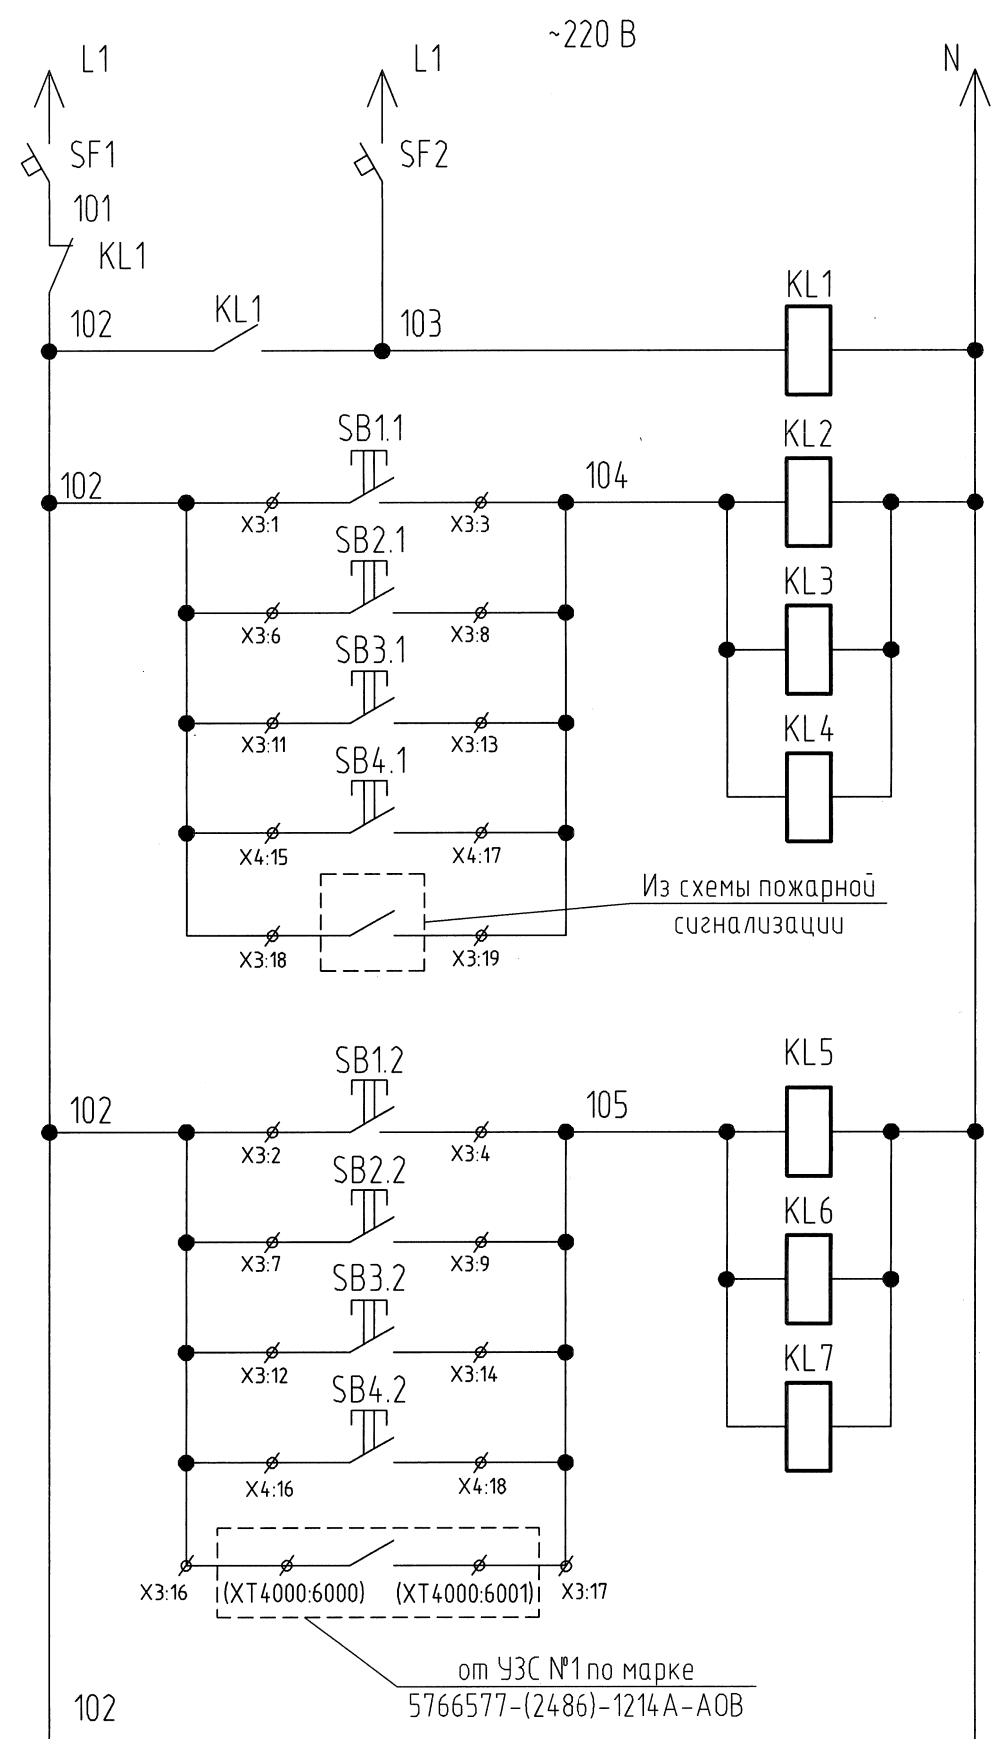 ~220 В
L1
L1
N
SF1
SF2
101
KL1
KL1
102
KL1
103
SB1.1
KL2
102
104
X3:1
X3:3
SB2.1
KL3
X3:6
X3:8
SB3.1
KL4
X3:11
X3:13
SB4.1
X4:15
X4:17
Из схемы пожарной
сигнализации
X3:18
X3:19
SB1.2
KL5
102
105
X3:2
X3:4
SB2.2
KL6
X3:7
X3:9
SB3.2
KL7
X3:12
X3:14
SB4.2
X4:16
X4:18
X3:16
(XT4000:6000)
(XT4000:6001)
X3:17
от УЗС №1 по марке
5766577-(2486)-1214А-АОВ
102